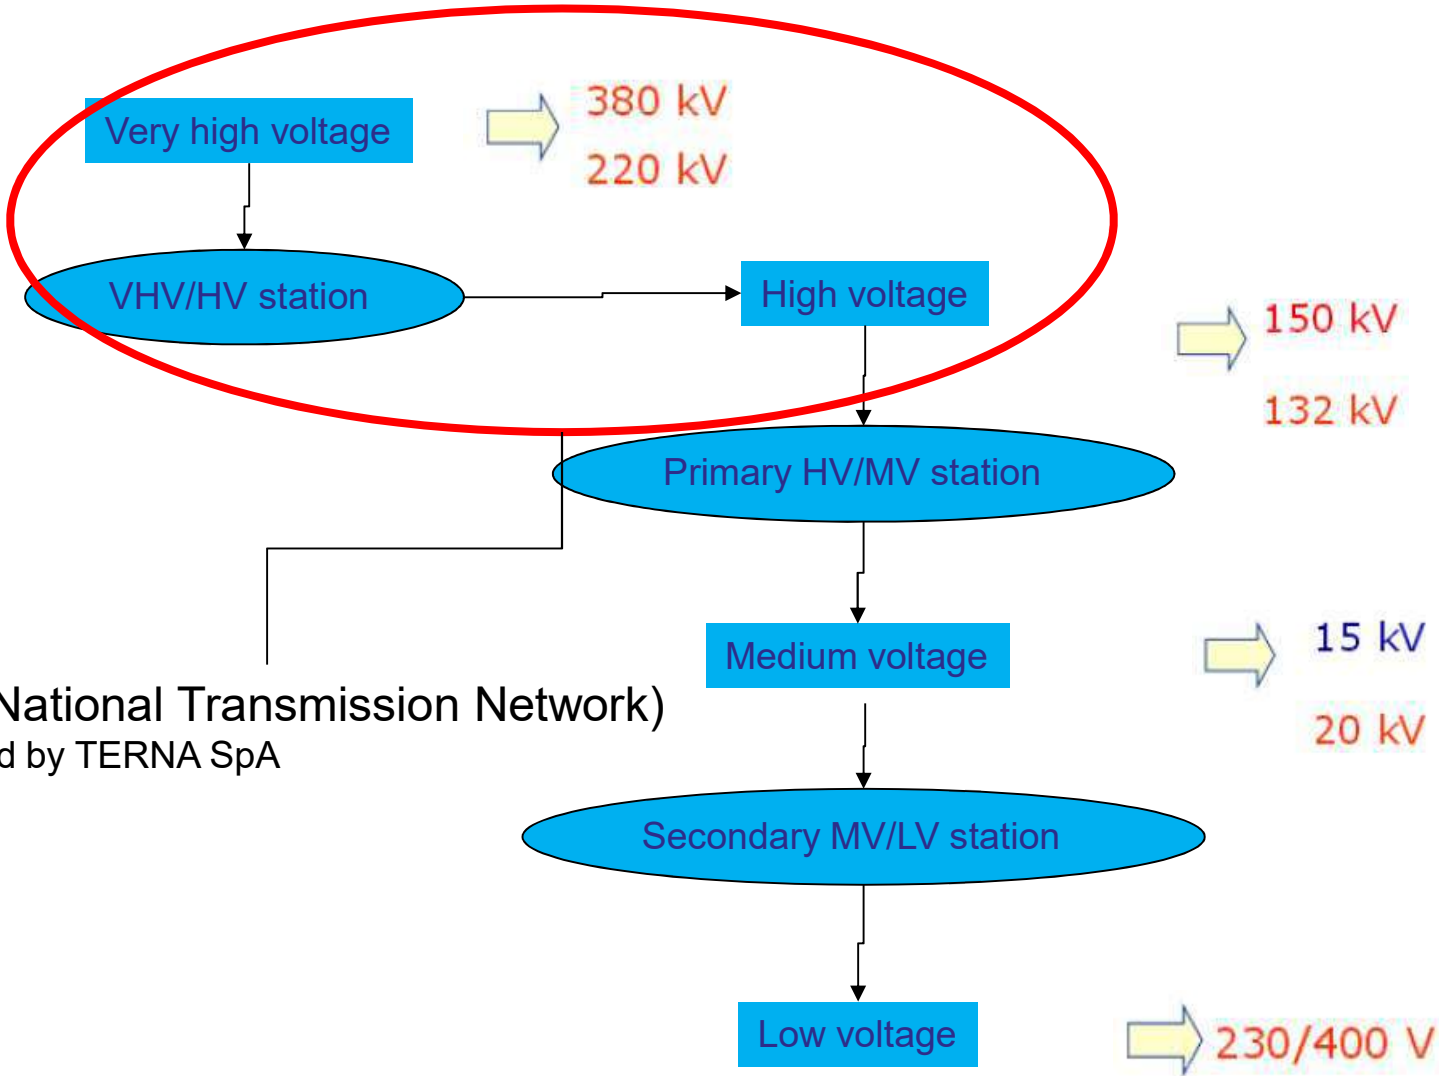 Very high voltage
380 kV
220 kV
VHV/HV station
High voltage
150 kV
132 kV
Primary HV/MV station
Medium voltage
15 kV
20 kV
National Transmission Network)
d by TERNA SpA
Secondary MV/LV station
Low voltage
230/400 V